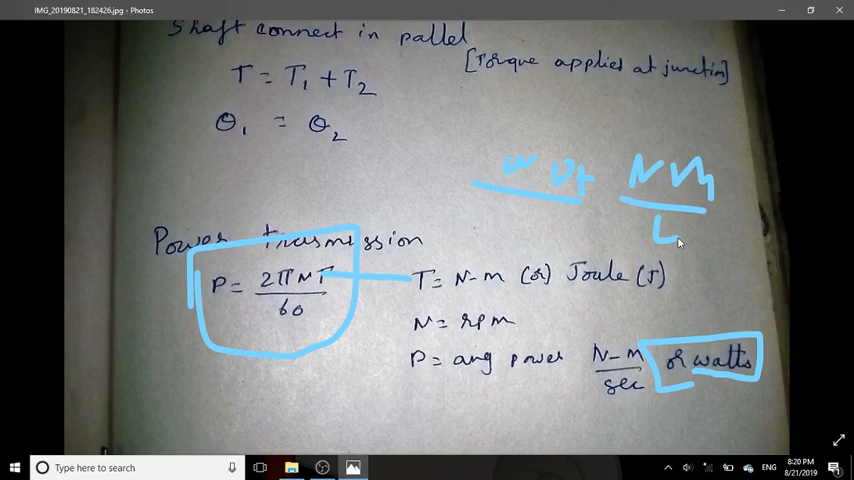 IMG_20190821_182426.jpg - Photos
Shaft connect in pallel
T = T1 + T2 [Torque applied at junction]
θ1 = θ2
Nm
Power transmission
P = 2πNT/60
T = N-m (or) Joule (J)
N = rpm
P = avg power N-m/sec or watts
Type here to search
ENG
8:20 PM
8/21/2019